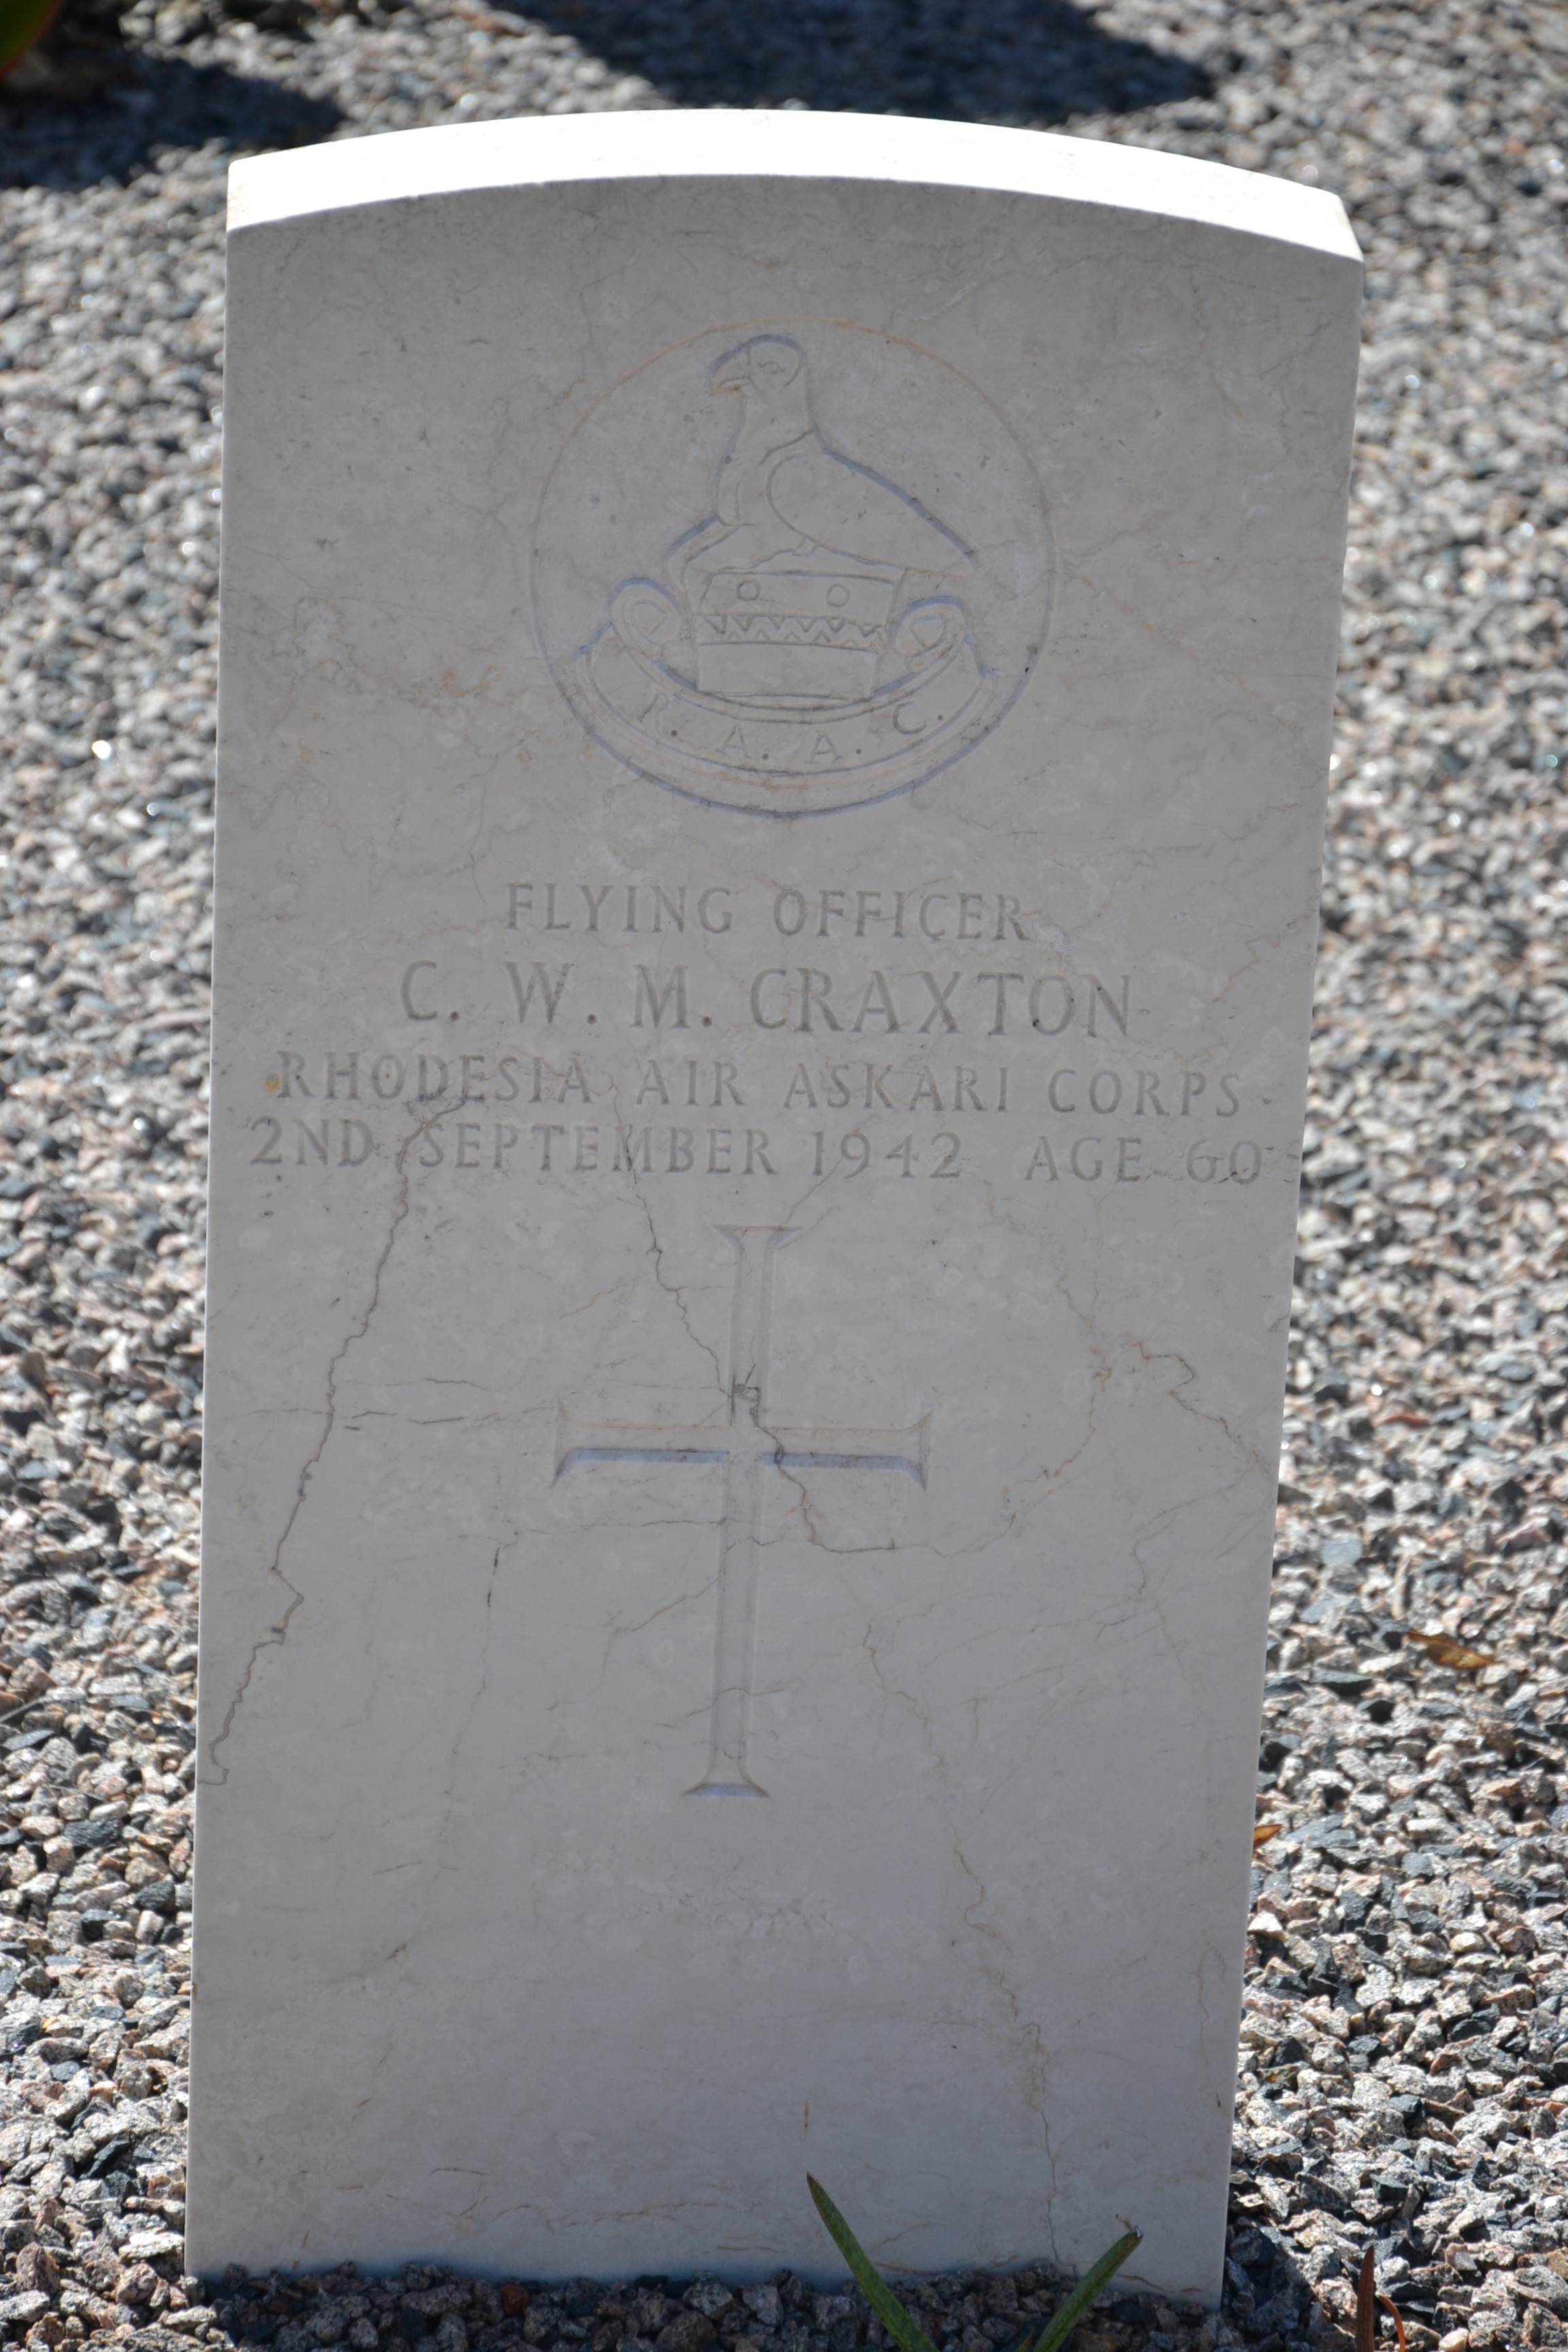 R. A. A. C.
FLYING OFFICER
C. W. M. CRAXTON
RHODESIA AIR ASKARI CORPS
2ND SEPTEMBER 1942 AGE 60